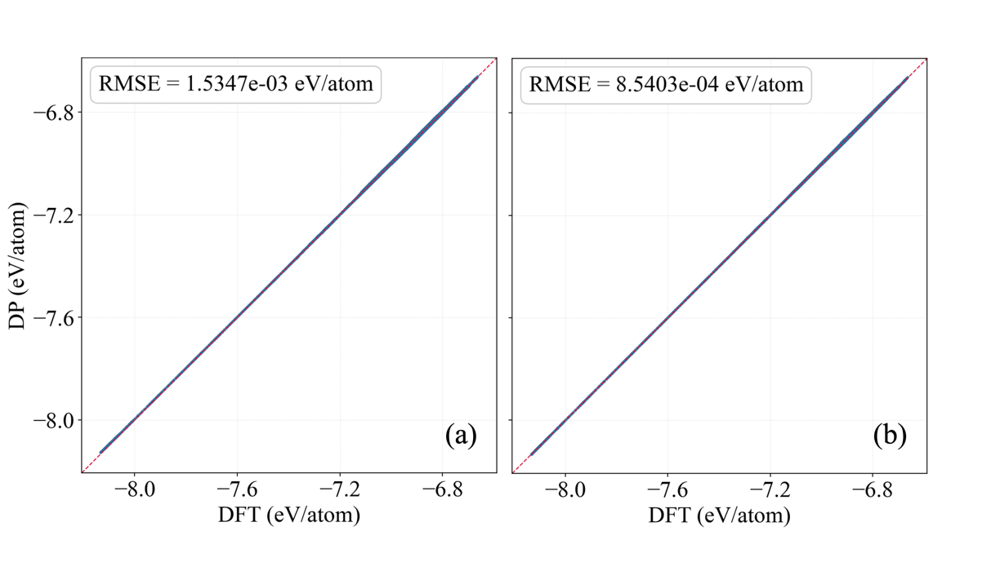 RMSE = 1.5347e-03 eV/atom
−6.8
−7.2
−7.6
−8.0
DP (eV/atom)
(a)
−8.0 −7.6 −7.2 −6.8
DFT (eV/atom)
RMSE = 8.5403e-04 eV/atom
(b)
−8.0 −7.6 −7.2 −6.8
DFT (eV/atom)